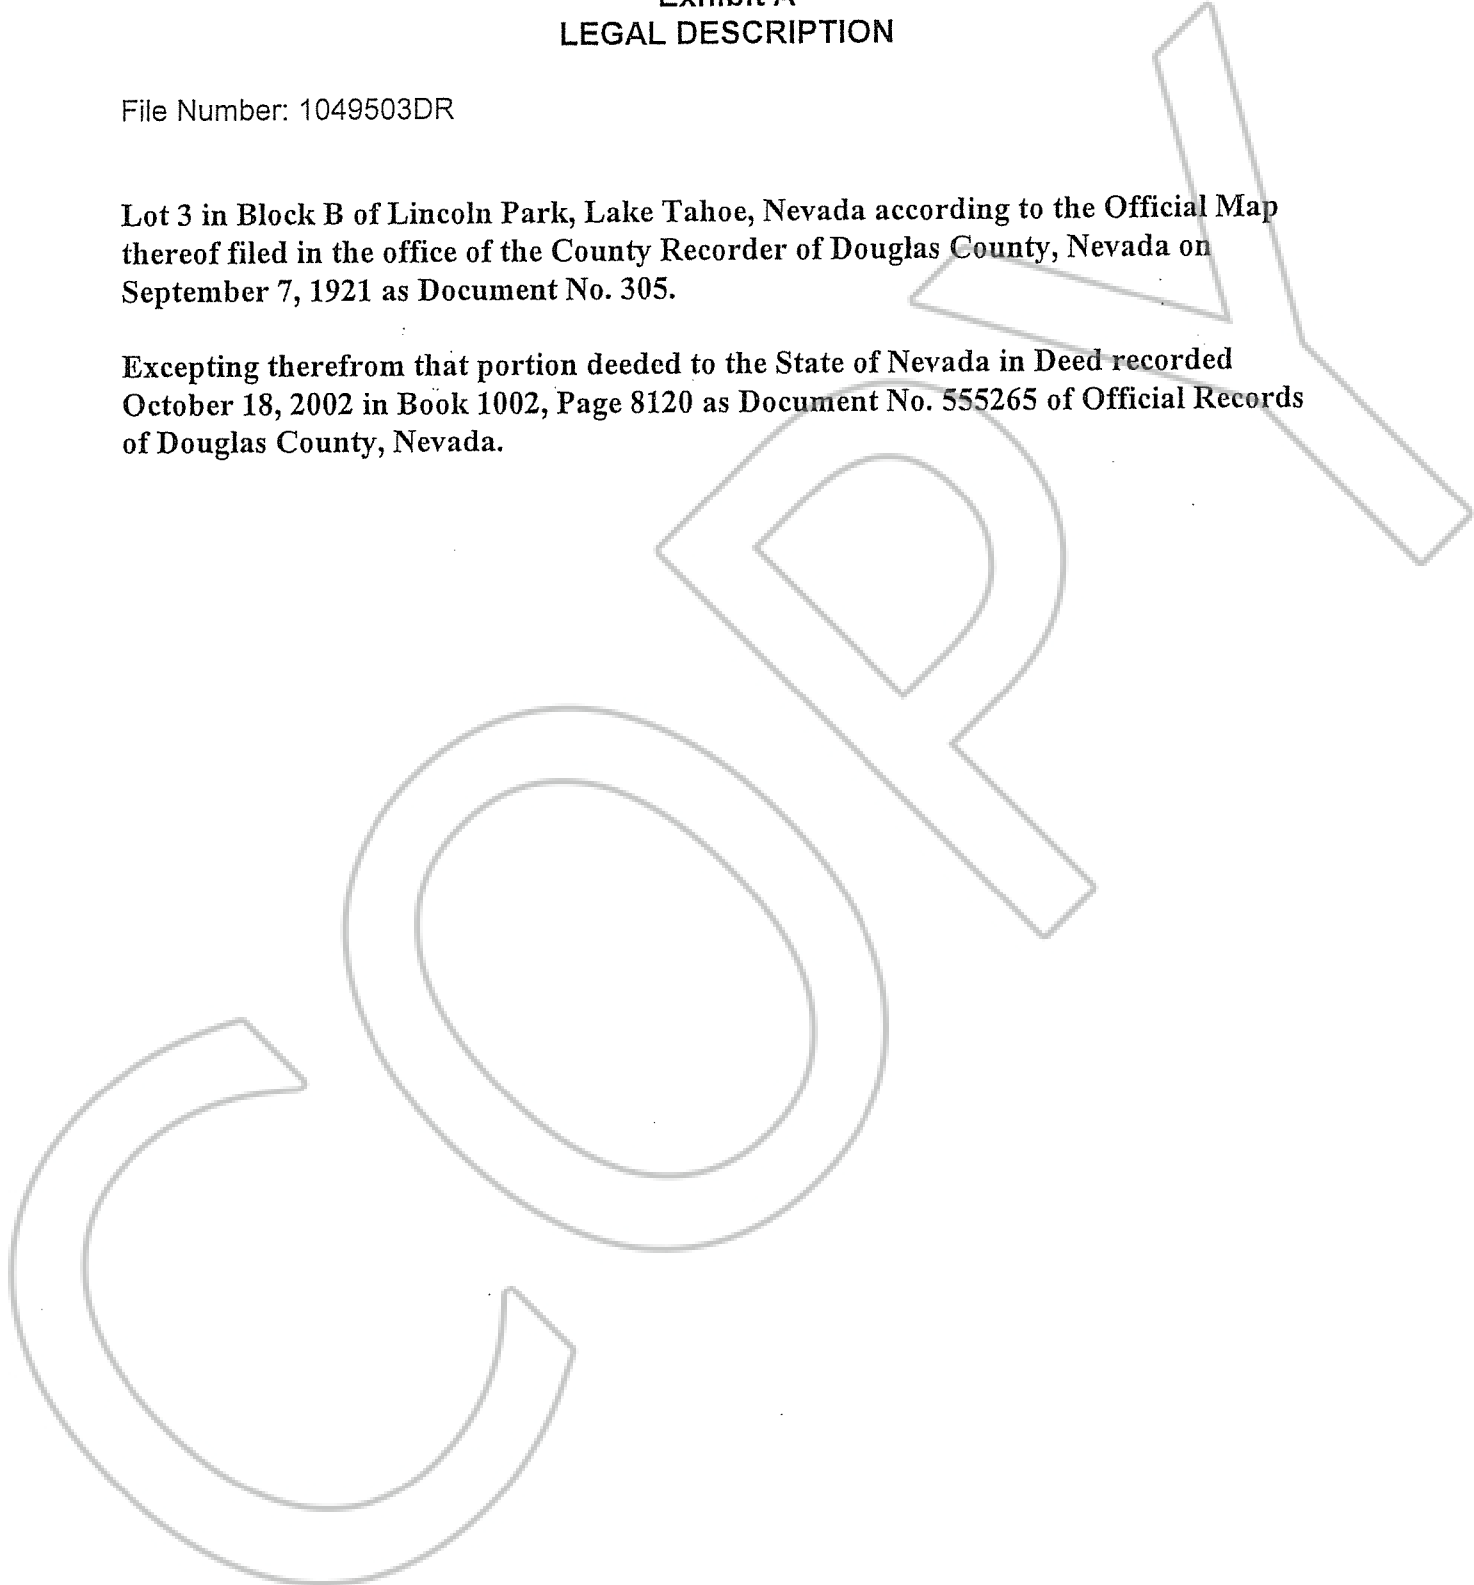 Exhibit A
LEGAL DESCRIPTION
File Number: 1049503DR
Lot 3 in Block B of Lincoln Park, Lake Tahoe, Nevada according to the Official Map
thereof filed in the office of the County Recorder of Douglas County, Nevada on
September 7, 1921 as Document No. 305.
Excepting therefrom that portion deeded to the State of Nevada in Deed recorded
October 18, 2002 in Book 1002, Page 8120 as Document No. 555265 of Official Records
of Douglas County, Nevada.
COPY